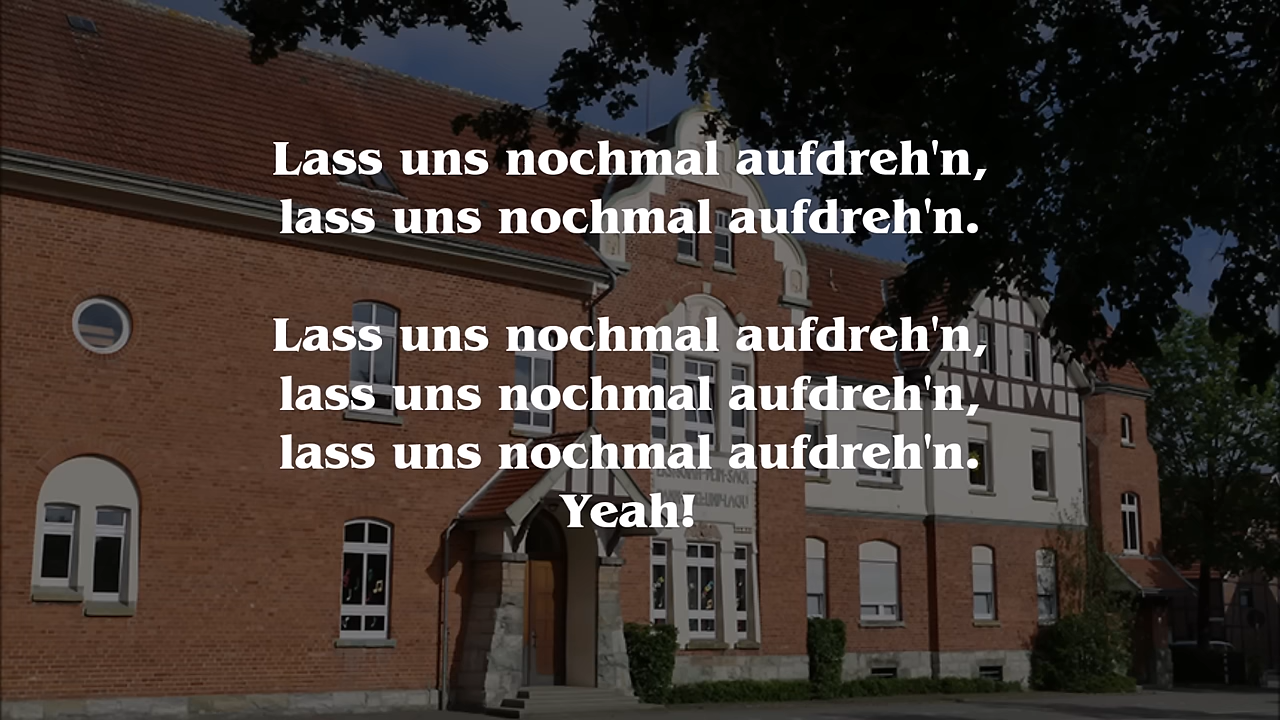 Lass uns nochmal aufdreh'n,
lass uns nochmal aufdreh'n.
Lass uns nochmal aufdreh'n,
lass uns nochmal aufdreh'n,
lass uns nochmal aufdreh'n.
Yeah!